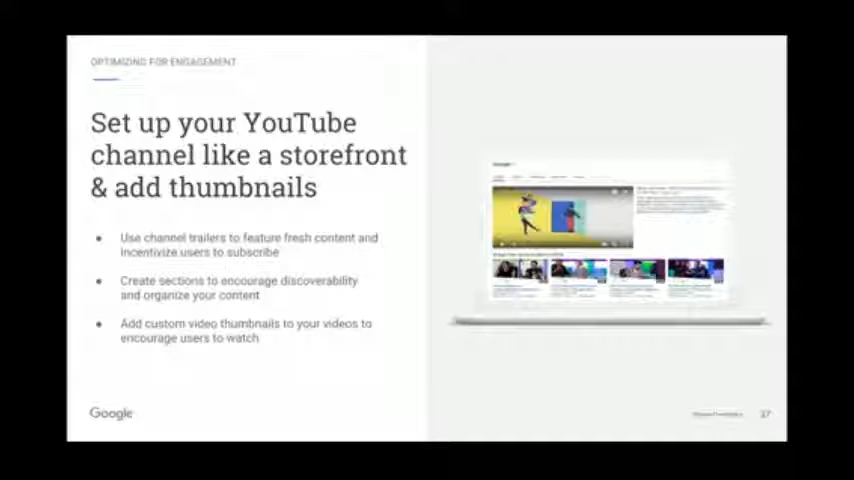 OPTIMIZING FOR ENGAGEMENT
Set up your YouTube
channel like a storefront
& add thumbnails
● Use channel trailers to feature fresh content and
incentivize users to subscribe
● Create sections to encourage discoverability
and organize your content
● Add custom video thumbnails to your videos to
encourage users to watch
Google
27